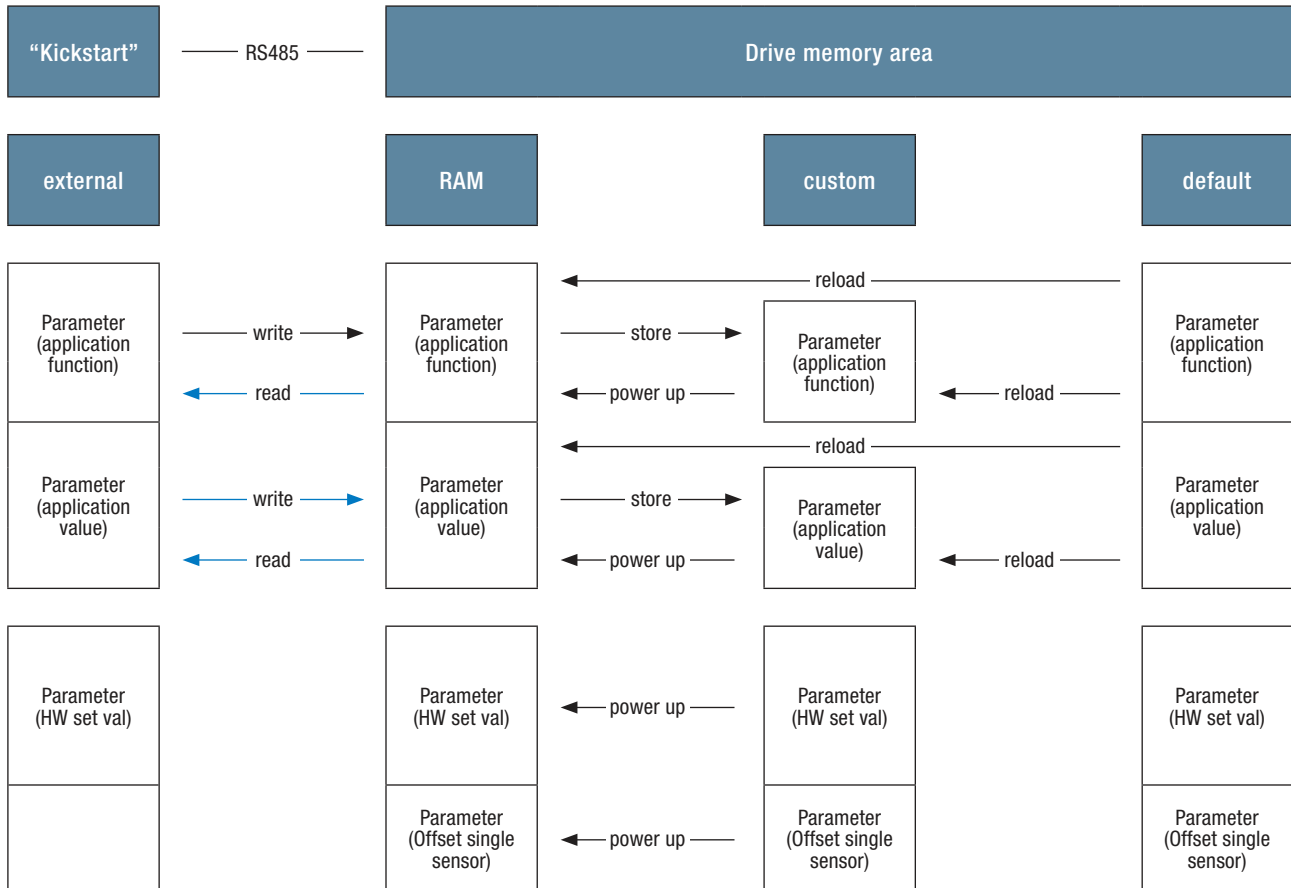 “Kickstart”
RS485
Drive memory area
external
RAM
custom
default
reload
Parameter
(application
function)
write
Parameter
(application
function)
store
Parameter
(application
function)
Parameter
(application
function)
read
power up
reload
reload
Parameter
(application
value)
write
Parameter
(application
value)
store
Parameter
(application
value)
Parameter
(application
value)
read
power up
reload
Parameter
(HW set val)
Parameter
(HW set val)
power up
Parameter
(HW set val)
Parameter
(HW set val)
Parameter
(Offset single
sensor)
power up
Parameter
(Offset single
sensor)
Parameter
(Offset single
sensor)